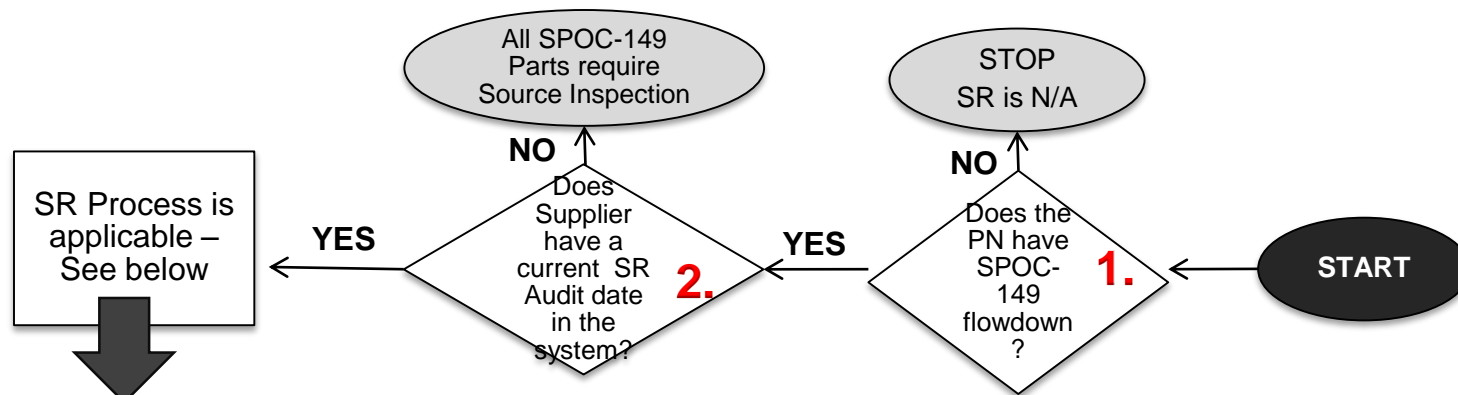 All SPOC-149
Parts require
Source Inspection
STOP
SR is N/A
NO
NO
SR Process is
applicable –
See below
YES
Does
Supplier
have a
current SR
Audit date
in the
system?
2.
YES
Does the
PN have
SPOC-
149
flowdown
?
1.
START